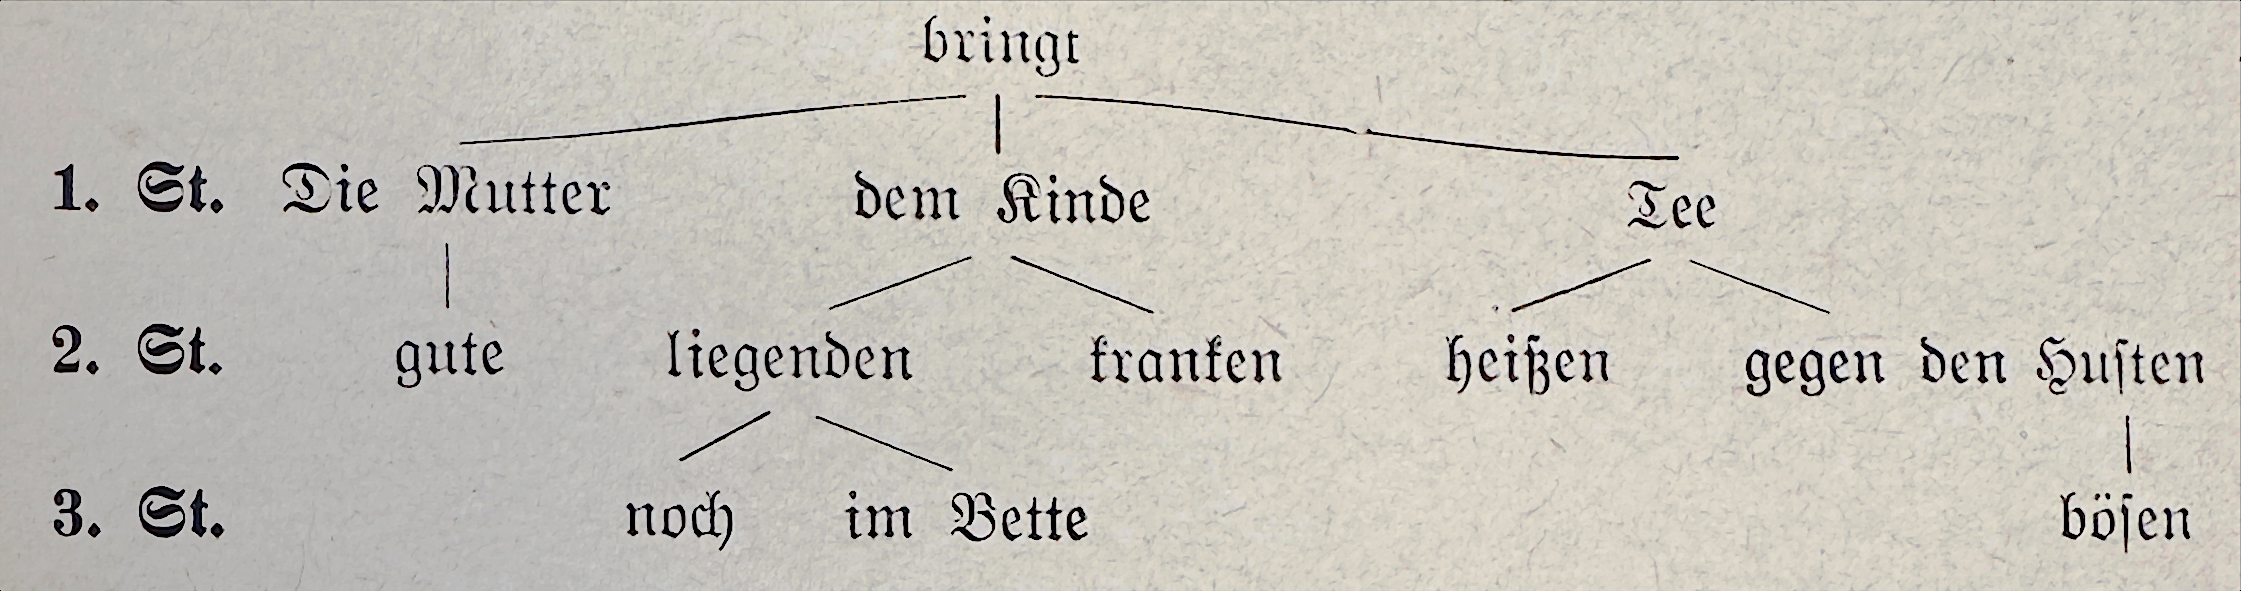 bringt
1. St. Die Mutter dem Kinde Tee
2. St. gute liegenden kranken heißen gegen den Huſten
3. St. noch im Bette böſen